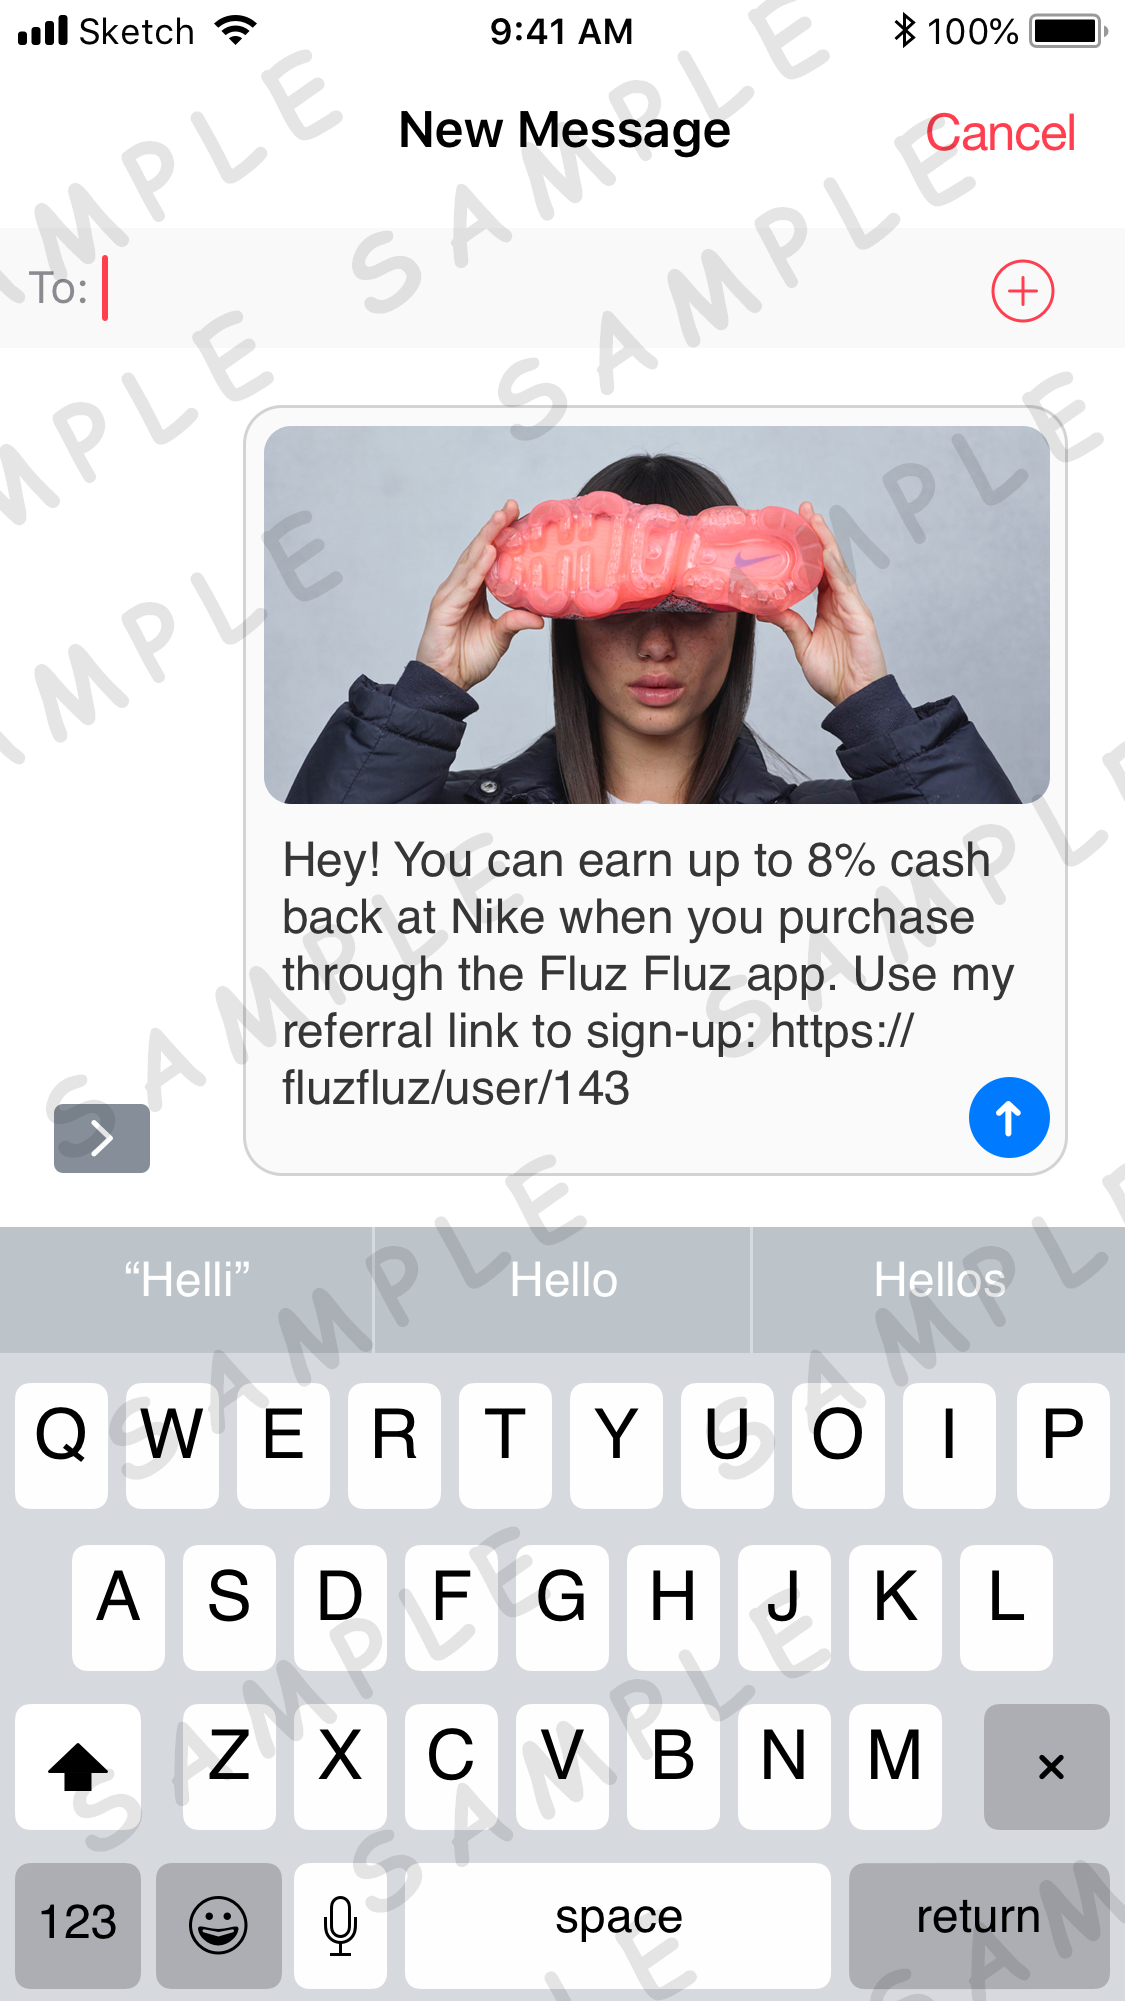 Sketch 9:41 AM 100%
New Message Cancel
To:
Hey! You can earn up to 8% cash
back at Nike when you purchase
through the Fluz Fluz app. Use my
referral link to sign-up: https://
fluzfluz/user/143
“Helli” Hello Hellos
Q W E R T Y U O I P
A S D F G H J K L
Z X C V B N M ×
123 space return
SAMPLE
SAMPLE
SAMPLE
SAMPLE
SAMPLE
SAMPLE
SAMPLE
SAMPLE
SAMPLE